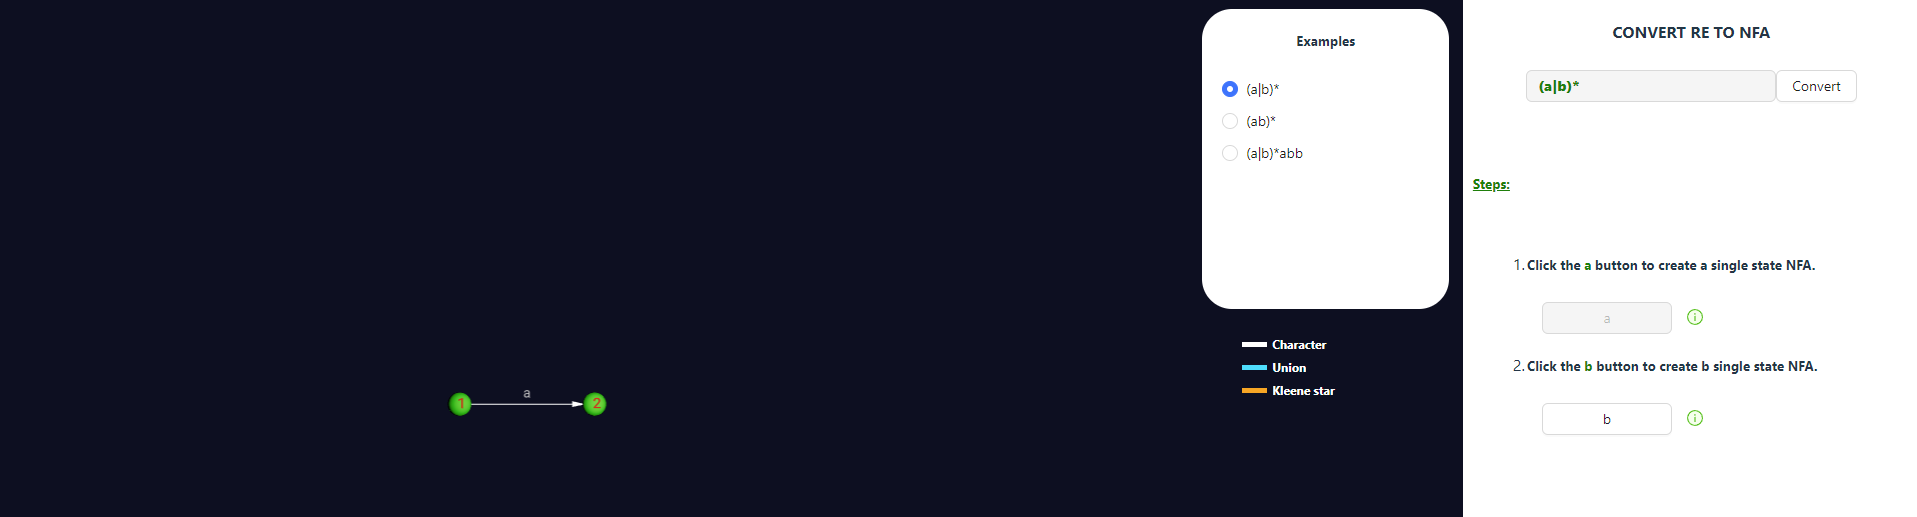 CONVERT RE TO NFA
Examples
(a|b)*
(ab)*
(a|b)*abb
(a|b)*
Convert
Steps:
1. Click the a button to create a single state NFA.
a
2. Click the b button to create b single state NFA.
b
Character
Union
Kleene star
1 a 2